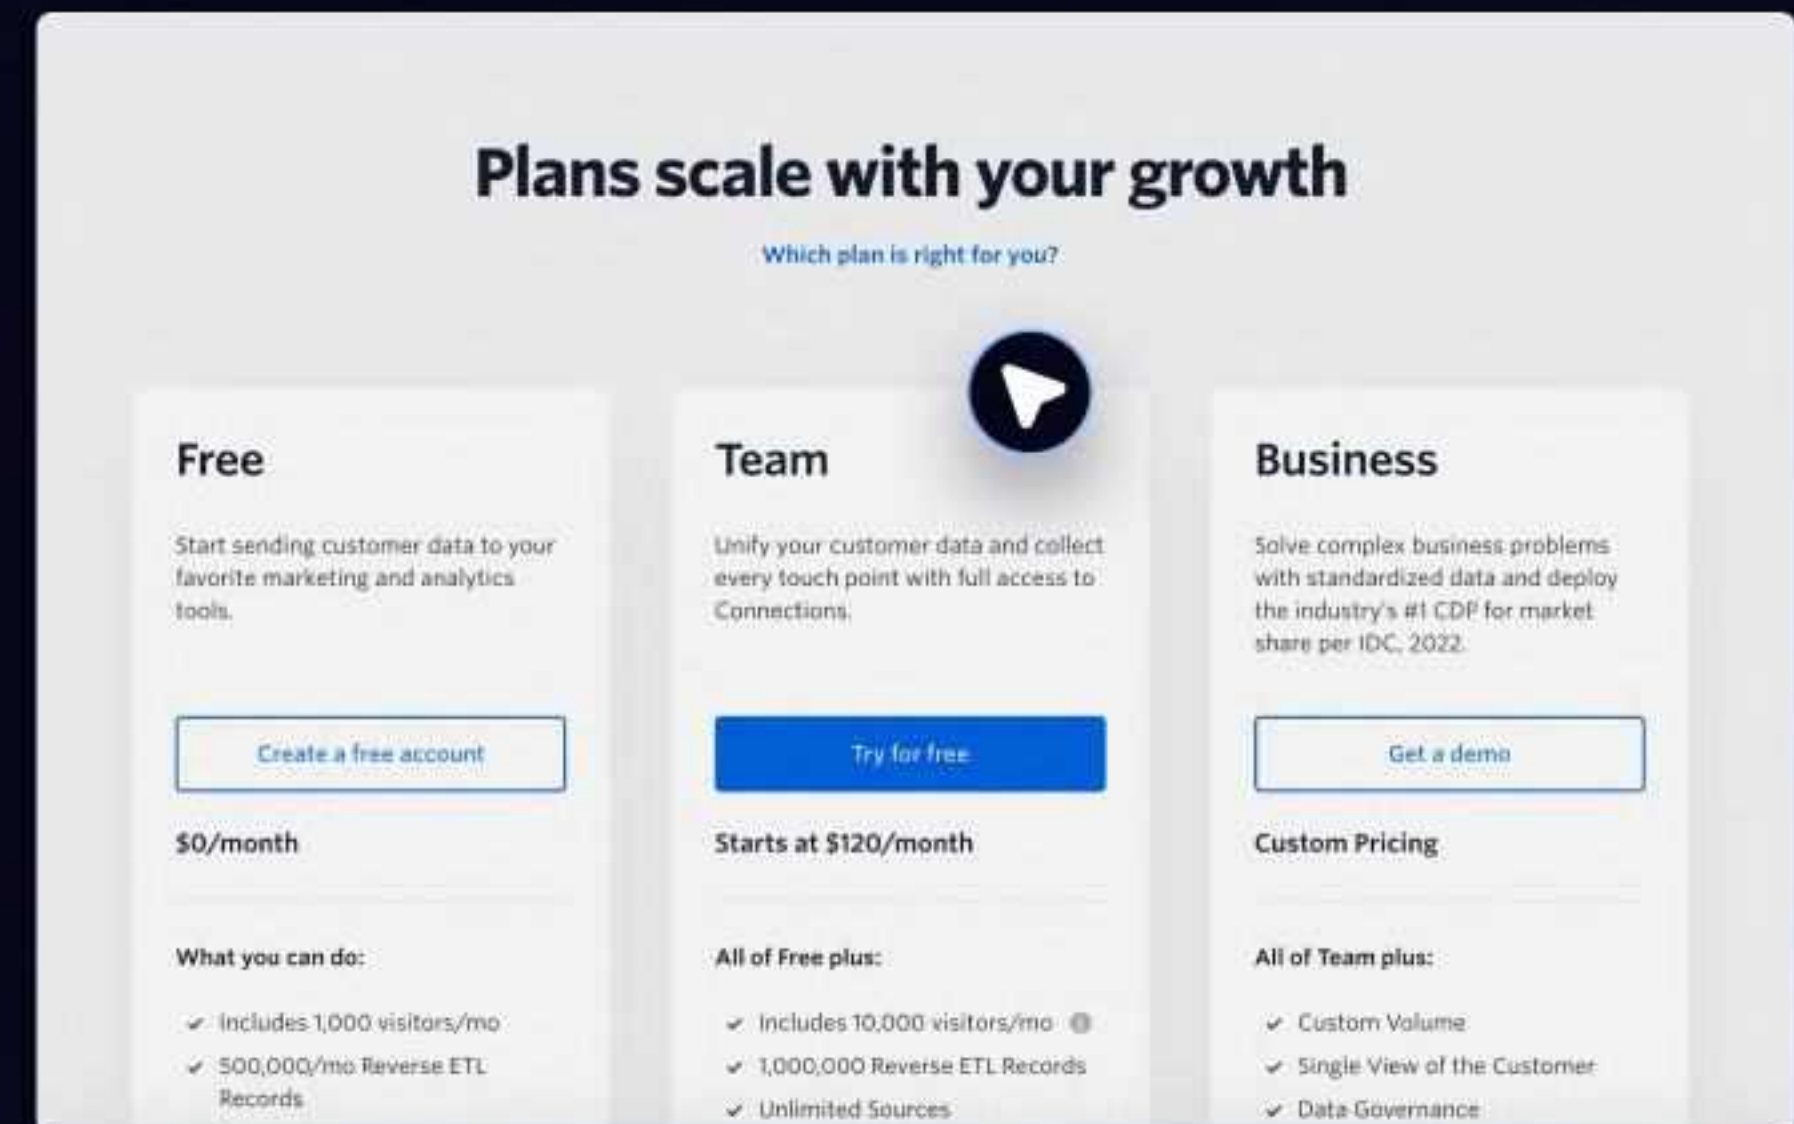 Plans scale with your growth
Which plan is right for you?
Free
Start sending customer data to your
favorite marketing and analytics
tools.
Create a free account
$0/month
What you can do:
Includes 1,000 visitors/mo
500,000/mo Reverse ETL
Records
Team
Unify your customer data and collect
every touch point with full access to
Connections.
Try for free
Starts at $120/month
All of Free plus:
Includes 10,000 visitors/mo
1,000,000 Reverse ETL Records
Unlimited Sources
Business
Solve complex business problems
with standardized data and deploy
the industry's #1 CDP for market
share per IDC, 2022.
Get a demo
Custom Pricing
All of Team plus:
Custom Volume
Single View of the Customer
Data Governance